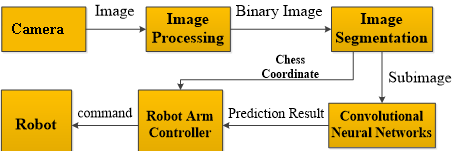 Image
Binary Image
Camera
Image
Processing
Image
Segmentation
Chess
Coordinate
Subimage
Robot
command
Robot Arm
Controller
Prediction Result
Convolutional
Neural Networks